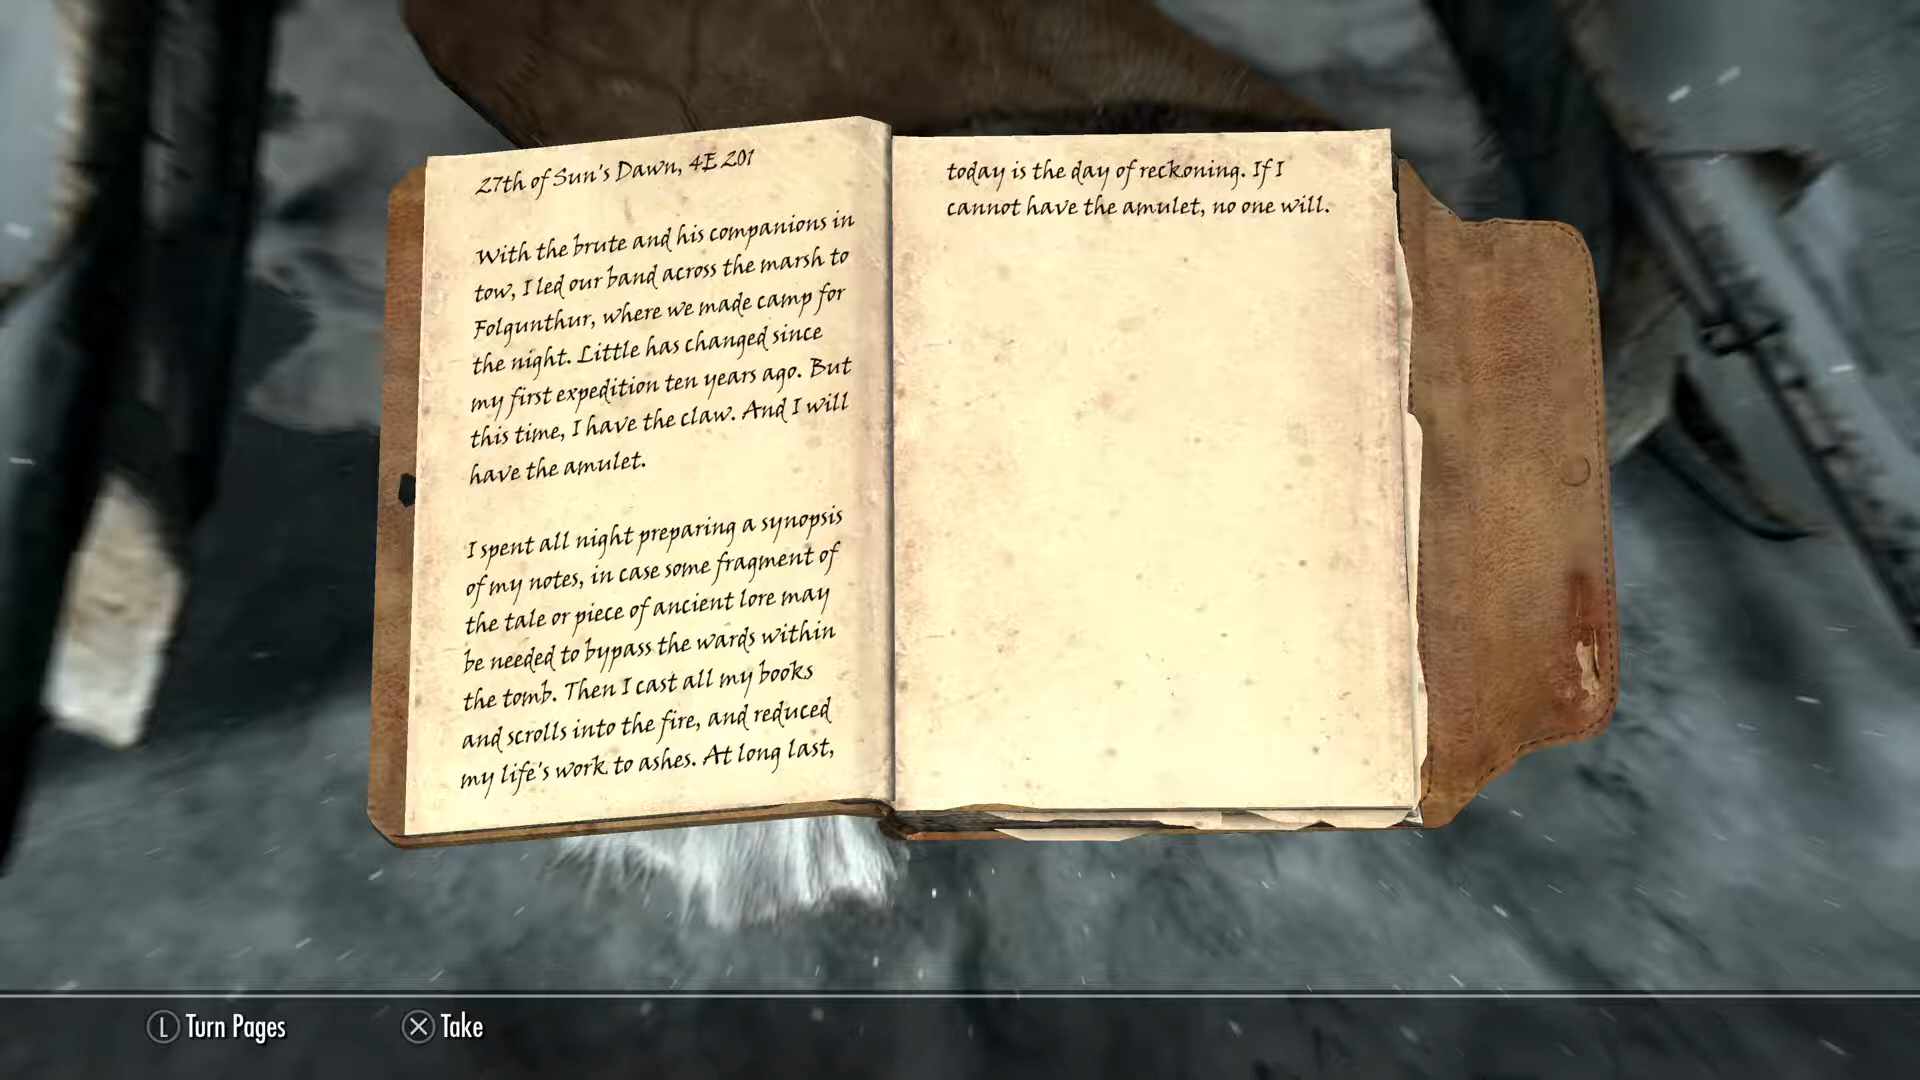 27th of Sun's Dawn, 4E 201
With the brute and his companions in
tow, I led our band across the marsh to
Folgunthur, where we made camp for
the night. Little has changed since
my first expedition ten years ago. But
this time, I have the claw. And I will
have the amulet.
I spent all night preparing a synopsis
of my notes, in case some fragment of
the tale or piece of ancient lore may
be needed to bypass the wards within
the tomb. Then I cast all my books
and scrolls into the fire, and reduced
my life's work to ashes. At long last,
today is the day of reckoning. If I
cannot have the amulet, no one will.
L Turn Pages
X Take